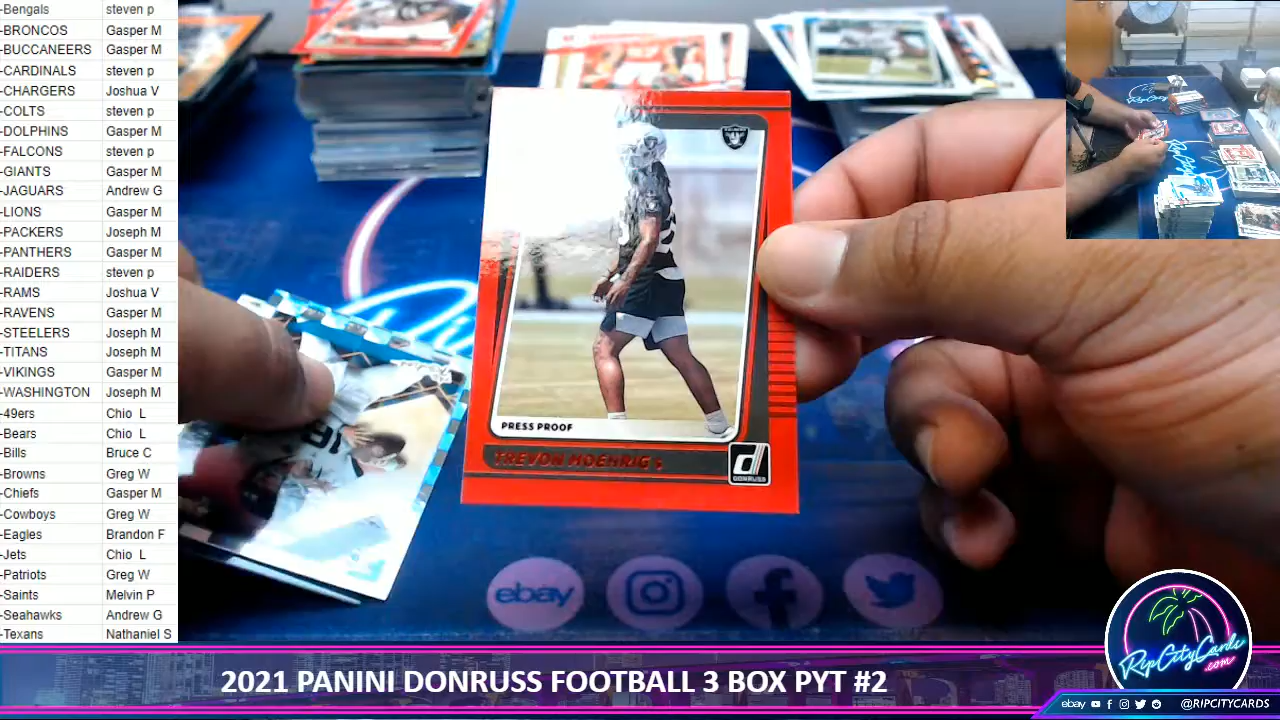 -Bengals steven p
-BRONCOS Gasper M
-BUCCANEERS Gasper M
-CARDINALS steven p
-CHARGERS Joshua V
-COLTS steven p
-DOLPHINS Gasper M
-FALCONS steven p
-GIANTS Gasper M
-JAGUARS Andrew G
-LIONS Gasper M
-PACKERS Joseph M
-PANTHERS Gasper M
-RAIDERS steven p
-RAMS Joshua V
-RAVENS Gasper M
-STEELERS Joseph M
-TITANS Joseph M
-VIKINGS Gasper M
-WASHINGTON Joseph M
-49ers Chio L
-Bears Chio L
-Bills Bruce C
-Browns Greg W
-Chiefs Gasper M
-Cowboys Greg W
-Eagles Brandon F
-Jets Chio L
-Patriots Greg W
-Saints Melvin P
-Seahawks Andrew G
-Texans Nathaniel S
PRESS PROOF
TREVON MOEHRIG S
DONRUSS
ebay
RipCityCards
.com
2021 PANINI DONRUSS FOOTBALL 3 BOX PYT #2
ebay @RIPCITYCARDS